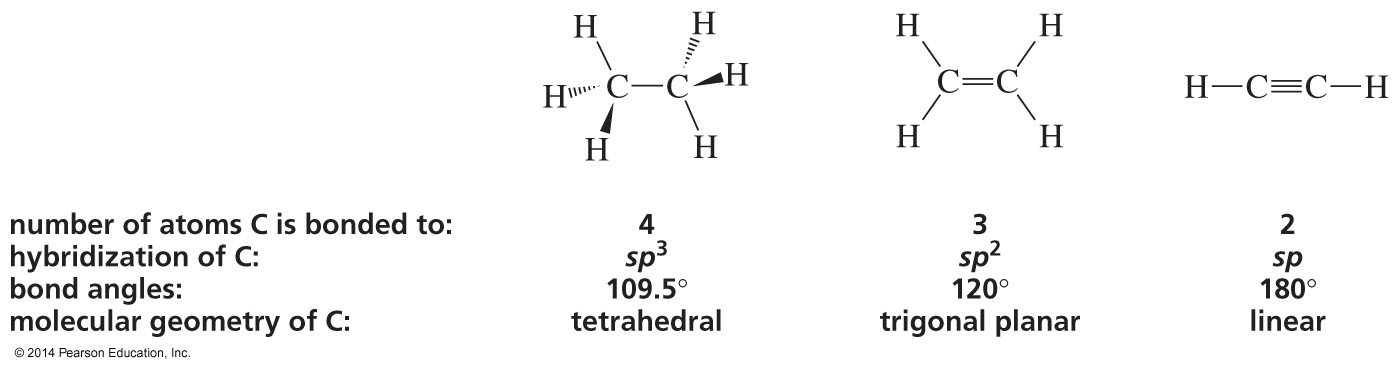 H H H H
H C C H C C H C C H
H H H H
number of atoms C is bonded to: 4 3 2
hybridization of C: sp³ sp² sp
bond angles: 109.5° 120° 180°
molecular geometry of C: tetrahedral trigonal planar linear
© 2014 Pearson Education, Inc.